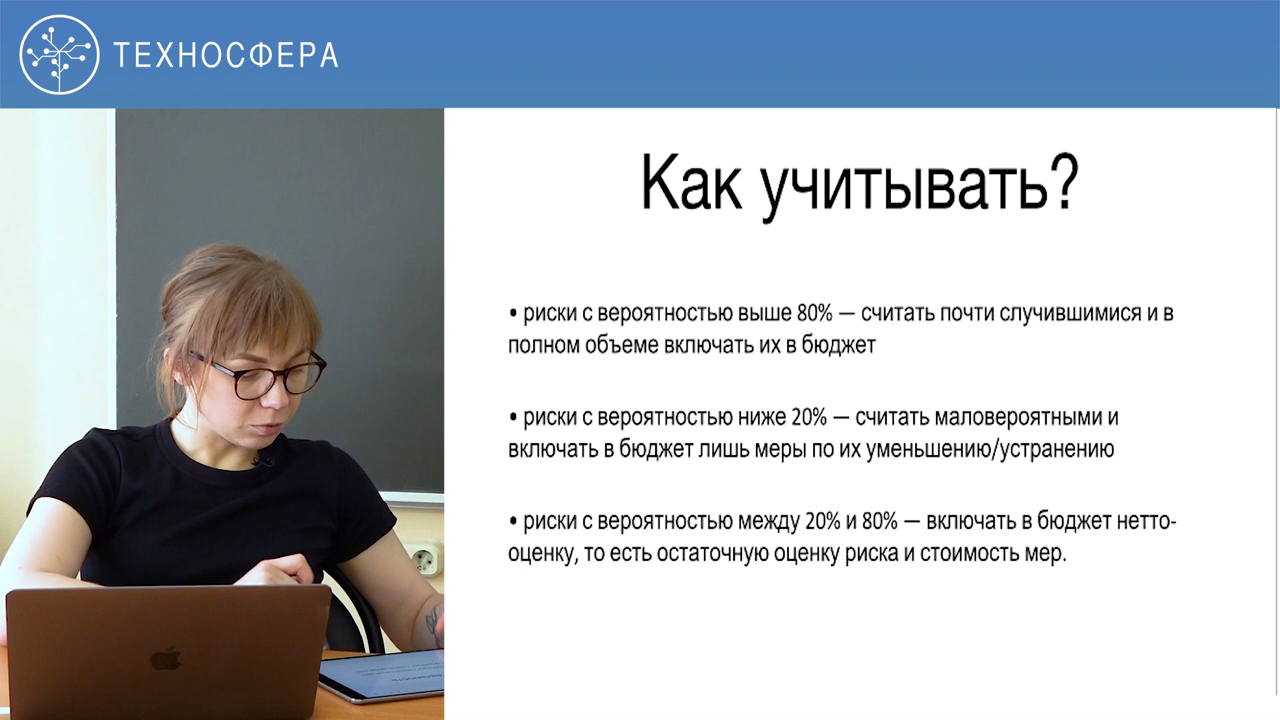 ТЕХНОСФЕРА
Как учитывать?
• риски с вероятностью выше 80% — считать почти случившимися и в
полном объеме включать их в бюджет
• риски с вероятностью ниже 20% — считать маловероятными и
включать в бюджет лишь меры по их уменьшению/устранению
• риски с вероятностью между 20% и 80% — включать в бюджет нетто-
оценку, то есть остаточную оценку риска и стоимость мер.